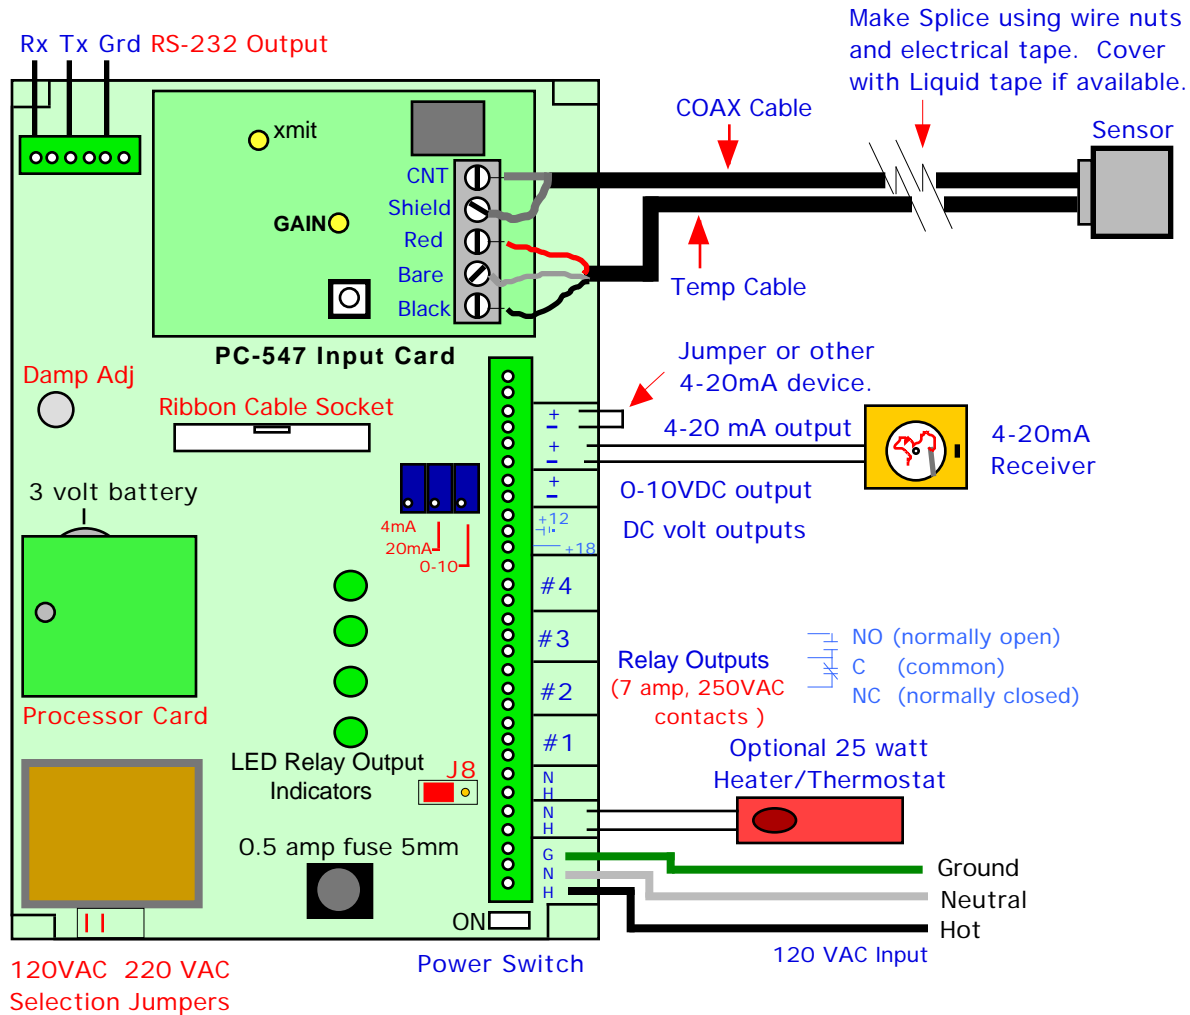 Make Splice using wire nuts
and electrical tape. Cover
with Liquid tape if available.
Rx Tx Grd RS-232 Output
COAX Cable
Sensor
xmit
CNT
Shield
GAIN
Red
Bare
Black
Temp Cable
PC-547 Input Card
Jumper or other
4-20mA device.
Damp Adj
Ribbon Cable Socket
+
-
4-20 mA output
+
-
4-20mA
Receiver
3 volt battery
+
-
0-10VDC output
4mA
20mA
0-10
+12
+18
DC volt outputs
#4
#3
NO (normally open)
C (common)
NC (normally closed)
Relay Outputs
(7 amp, 250VAC
contacts )
#2
Processor Card
#1
LED Relay Output
Indicators
J8
N
H
Optional 25 watt
Heater/Thermostat
N
H
0.5 amp fuse 5mm
G
N
H
Ground
Neutral
Hot
ON
120 VAC Input
Power Switch
120VAC 220 VAC
Selection Jumpers